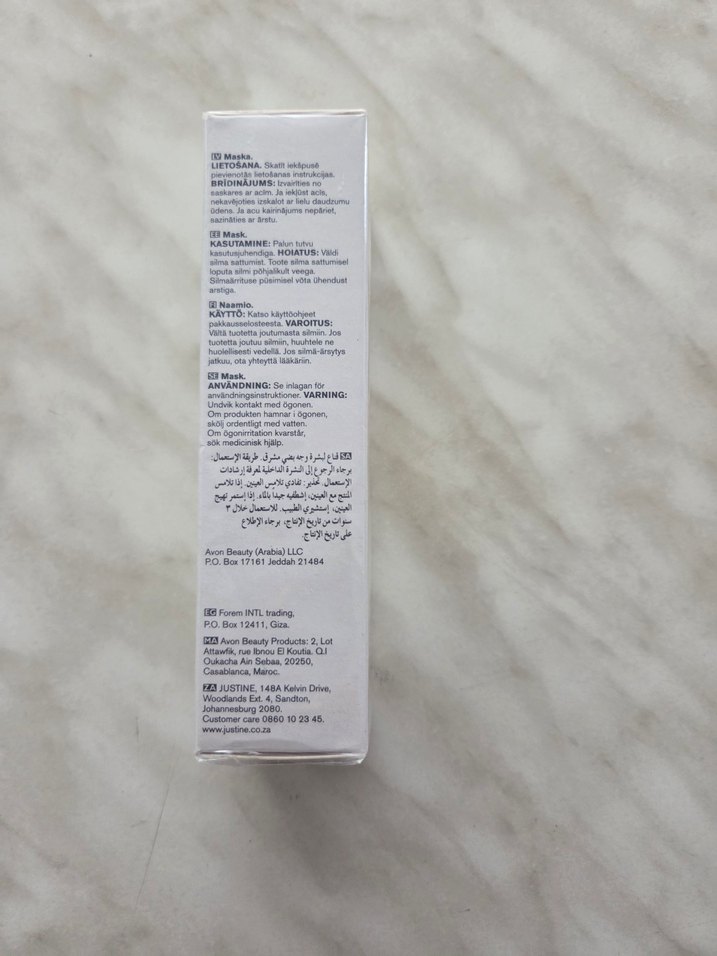 LV Maska.
LIETOŠANA. Skatīt iekšpusē
pievienotās lietošanas instrukcijas.
BRĪDINĀJUMS: Izvairīties no
saskares ar acīm. Ja iekļūst acīs,
nekavējoties izskalot ar lielu daudzumu
ūdens. Ja acu kairinājums nepāriet,
sazināties ar ārstu.
EE Mask.
KASUTAMINE: Palun tutvu
kasutusjuhendiga. HOIATUS: Väldi
silma sattumist. Toote silma sattumisel
loputa silmi põhjalikult veega.
Silmaärrituse püsimisel võta ühendust
arstiga.
FI Naamio.
KÄYTTÖ: Katso käyttöohjeet
pakkausselosteesta. VAROITUS:
Vältä tuotetta joutumasta silmiin. Jos
tuotetta joutuu silmiin, huuhtele ne
huolellisesti vedellä. Jos silmä-ärsytys
jatkuu, ota yhteyttä lääkäriin.
SE Mask.
ANVÄNDNING: Se inlagan för
användningsinstruktioner. VARNING:
Undvik kontakt med ögonen.
Om produkten hamnar i ögonen,
skölj ordentligt med vatten.
Om ögonirritation kvarstår,
sök medicinsk hjälp.
SA قناع لبشرة وجه بضي مشرق. طريقة الإستعمال:
برجاء الرجوع إلى النشرة الداخلية لمعرفة إرشادات
الإستعمال. تحذير: تفادي تلامس العينين. إذا تلامس
المنتج مع العينين، إشطفيه جيدا بالماء. إذا إستمر تهيج
العينين، إستشيري الطبيب. للاستعمال خلال ٣
سنوات من تاريخ الإنتاج، برجاء الإطلاع
على تاريخ الإنتاج.
Avon Beauty (Arabia) LLC
P.O. Box 17161 Jeddah 21484
EG Forem INTL trading,
P.O. Box 12411, Giza.
MA Avon Beauty Products: 2, Lot
Attawfik, rue Ibnou El Koutia. Q.I
Oukacha Ain Sebaa, 20250,
Casablanca, Maroc.
ZA JUSTINE, 148A Kelvin Drive,
Woodlands Ext. 4, Sandton,
Johannesburg 2080.
Customer care 0860 10 23 45.
www.justine.co.za